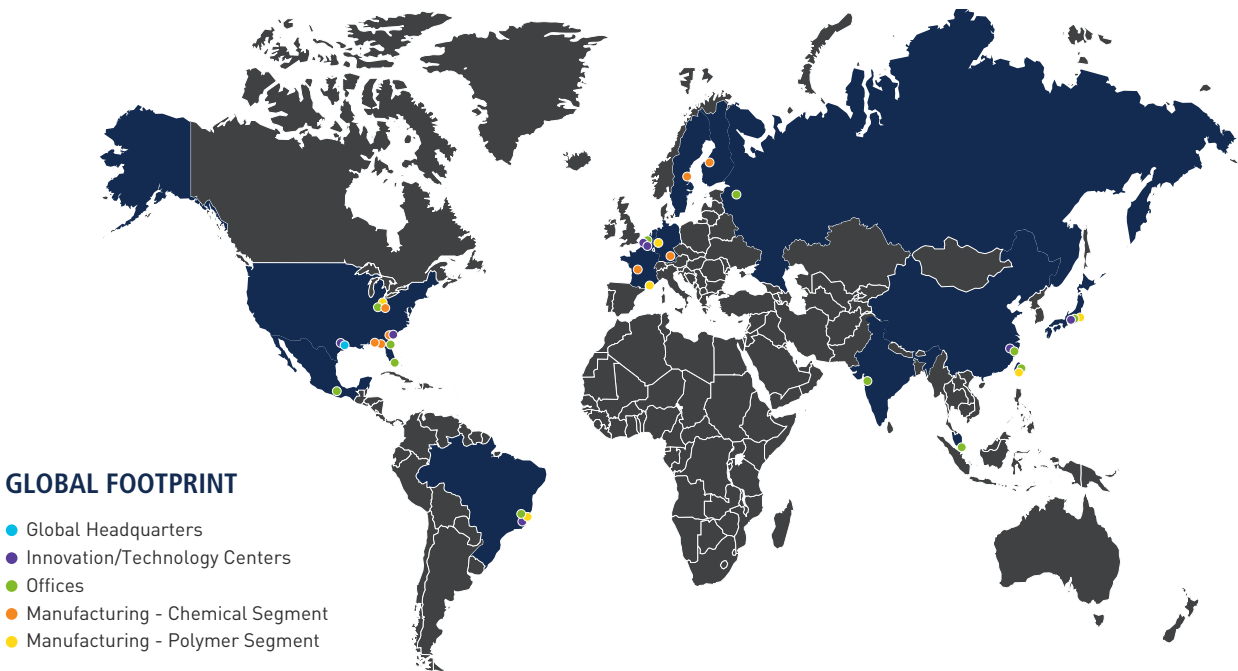 GLOBAL FOOTPRINT
Global Headquarters
Innovation/Technology Centers
Offices
Manufacturing - Chemical Segment
Manufacturing - Polymer Segment